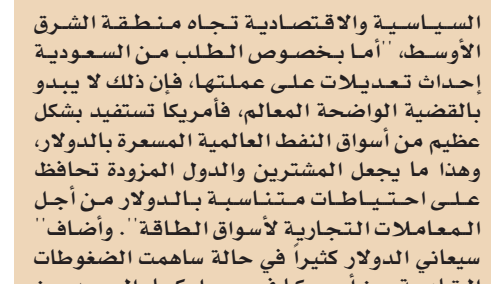 السياسية والاقتصادية تجاه منطقة الشرق
الأوسط، ''أما بخصوص الطلب من السعودية
إحداث تعديلات على عملتها، فإن ذلك لا يبدو
بالقضية الواضحة المعالم، فأمريكا تستفيد بشكل
عظيم من أسواق النفط العالمية المسعرة بالدولار،
وهذا ما يجعل المشترين والدول المزودة تحافظ
على احتياطات متناسبة بالدولار من أجل
المعاملات التجارية لأسواق الطاقة''. وأضاف''
سيعاني الدولار كثيراً في حالة ساهمت الضغوطات